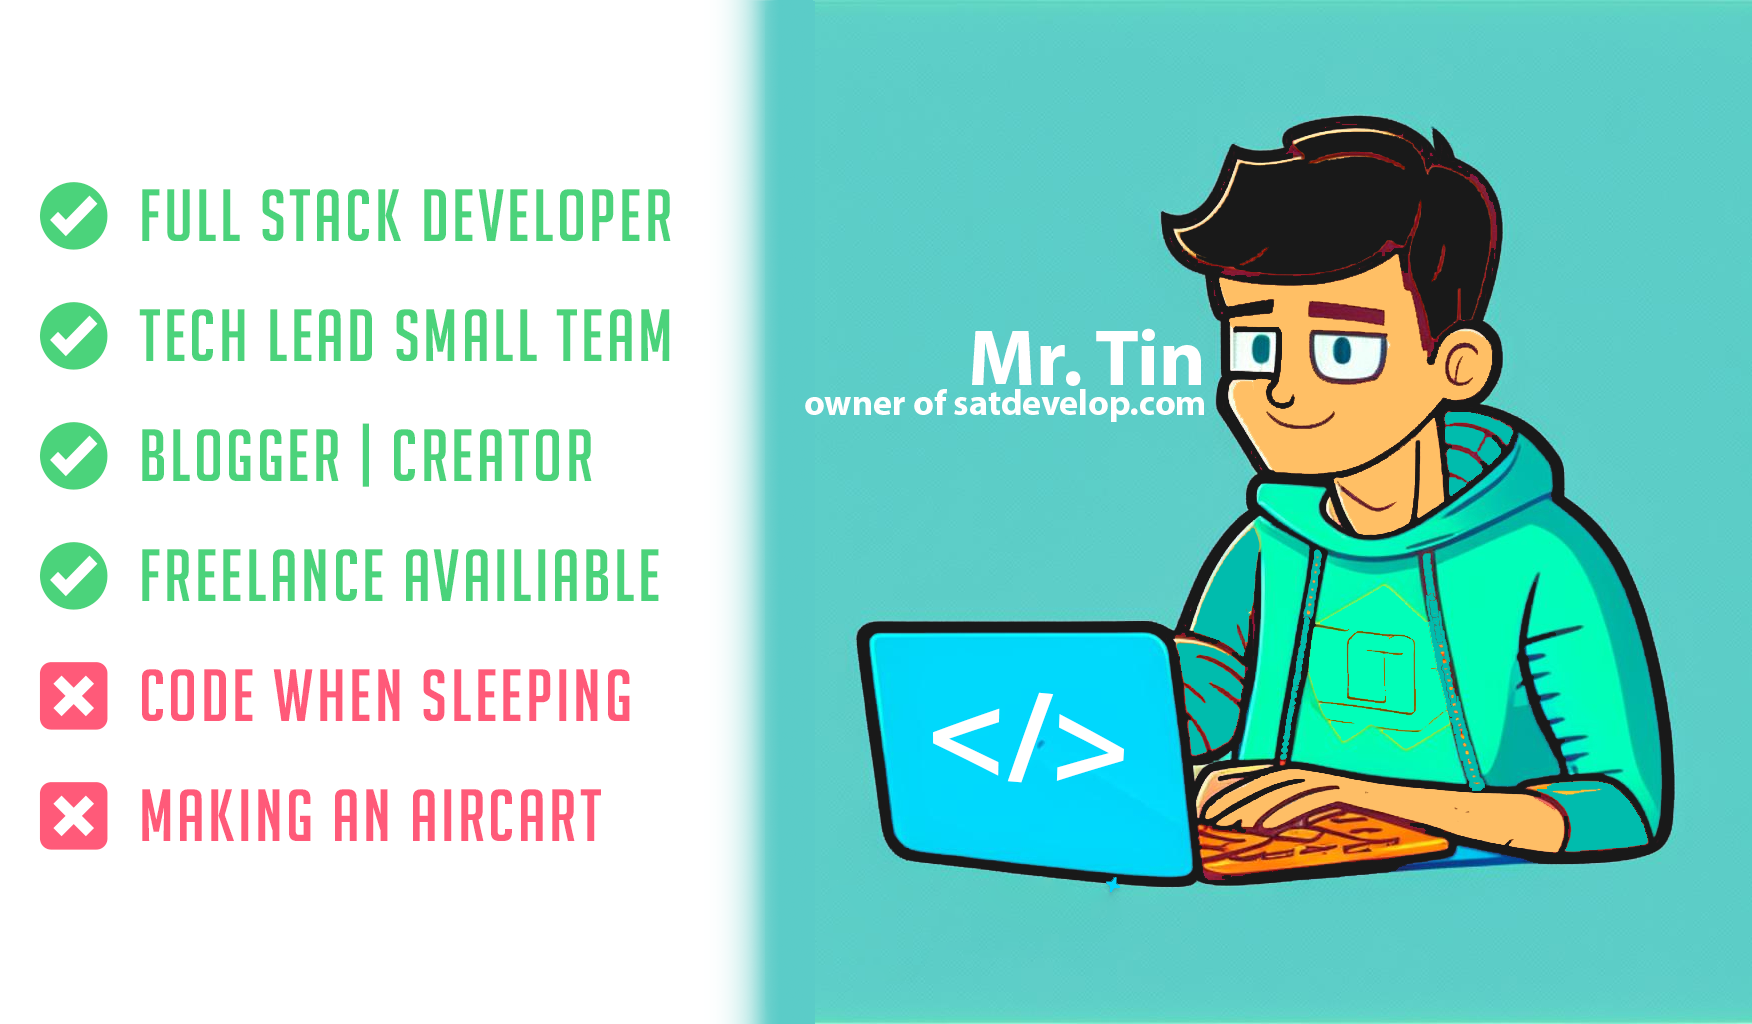 FULL STACK DEVELOPER
TECH LEAD SMALL TEAM
BLOGGER | CREATOR
FREELANCE AVAILIABLE
CODE WHEN SLEEPING
MAKING AN AIRCART
Mr. Tin
owner of satdevelop.com
</>